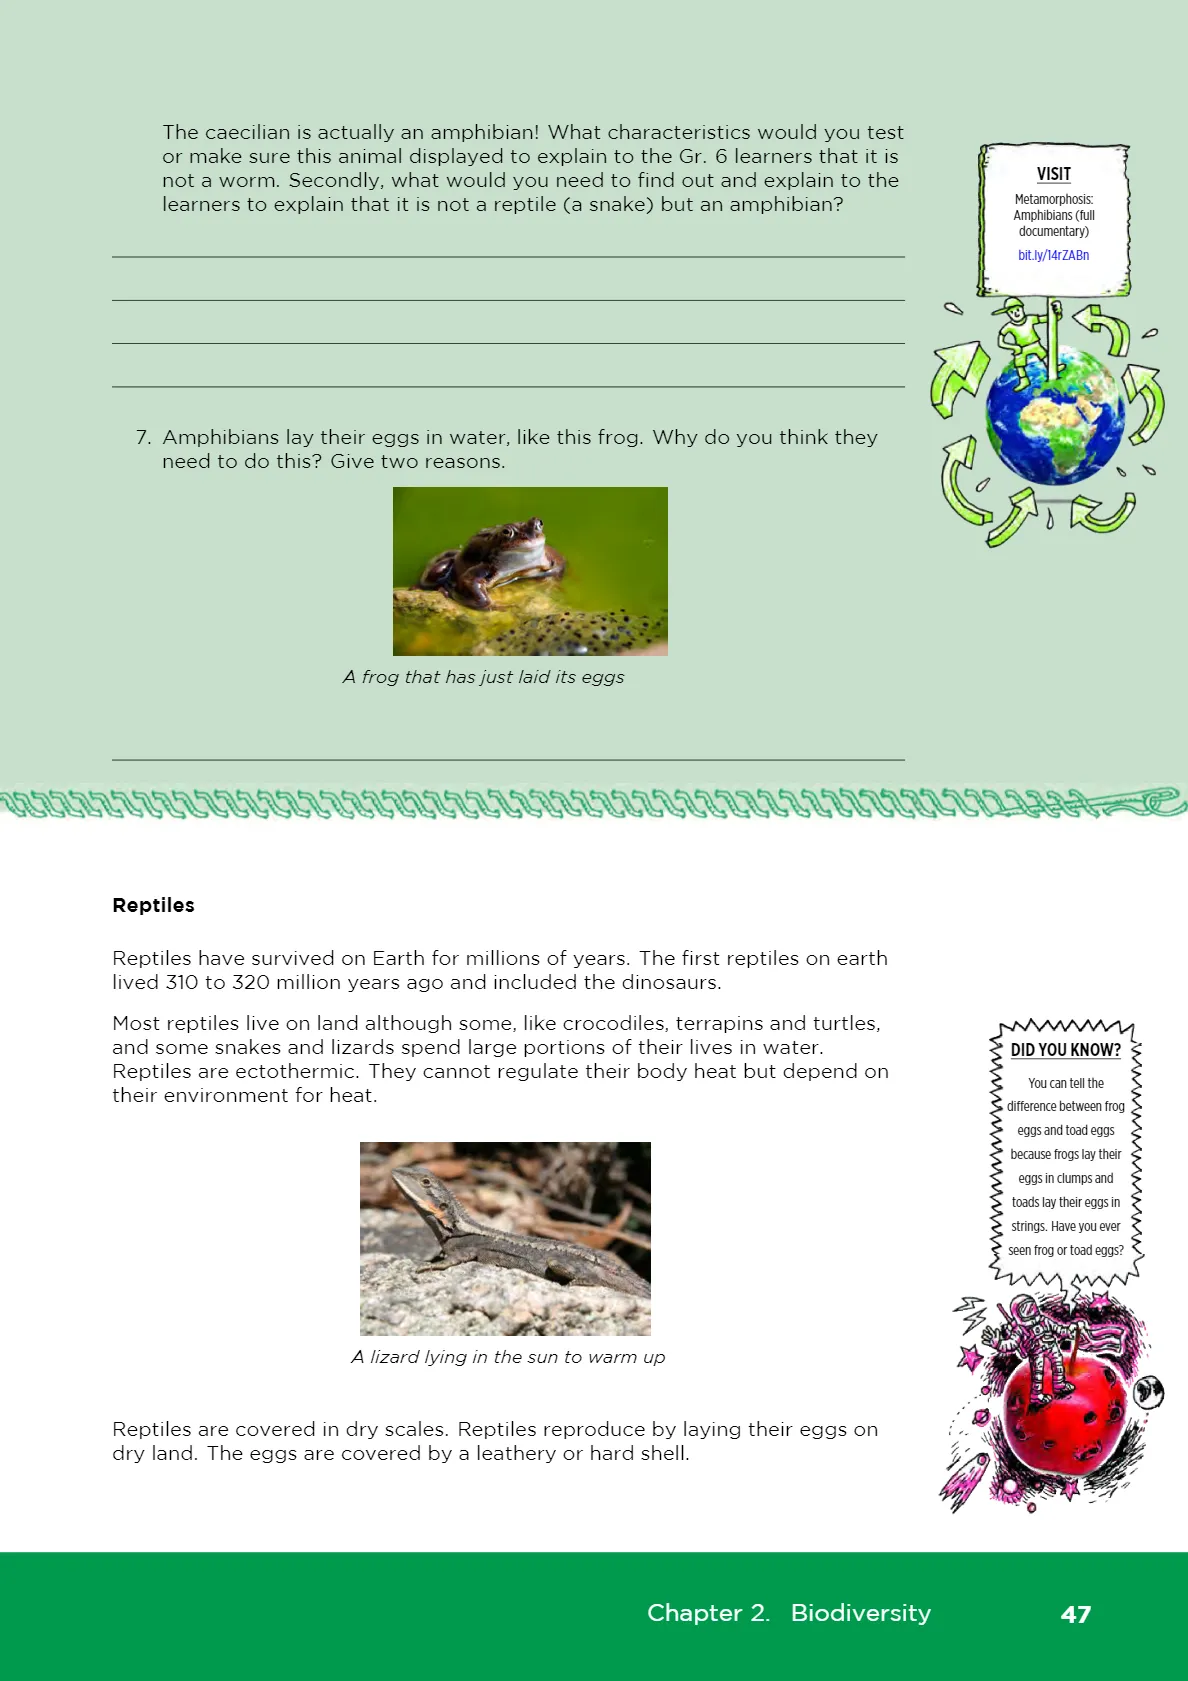 The caecilian is actually an amphibian! What characteristics would you test
or make sure this animal displayed to explain to the Gr. 6 learners that it is
not a worm. Secondly, what would you need to find out and explain to the
learners to explain that it is not a reptile (a snake) but an amphibian?
VISIT
Metamorphosis:
Amphibians (full
documentary)
bit.ly/14rZABn
7. Amphibians lay their eggs in water, like this frog. Why do you think they
need to do this? Give two reasons.
A frog that has just laid its eggs
Reptiles
Reptiles have survived on Earth for millions of years. The first reptiles on earth
lived 310 to 320 million years ago and included the dinosaurs.
Most reptiles live on land although some, like crocodiles, terrapins and turtles,
and some snakes and lizards spend large portions of their lives in water.
Reptiles are ectothermic. They cannot regulate their body heat but depend on
their environment for heat.
DID YOU KNOW?
You can tell the
difference between frog
eggs and toad eggs
because frogs lay their
eggs in clumps and
toads lay their eggs in
strings. Have you ever
seen frog or toad eggs?
A lizard lying in the sun to warm up
Reptiles are covered in dry scales. Reptiles reproduce by laying their eggs on
dry land. The eggs are covered by a leathery or hard shell.
Chapter 2. Biodiversity 47